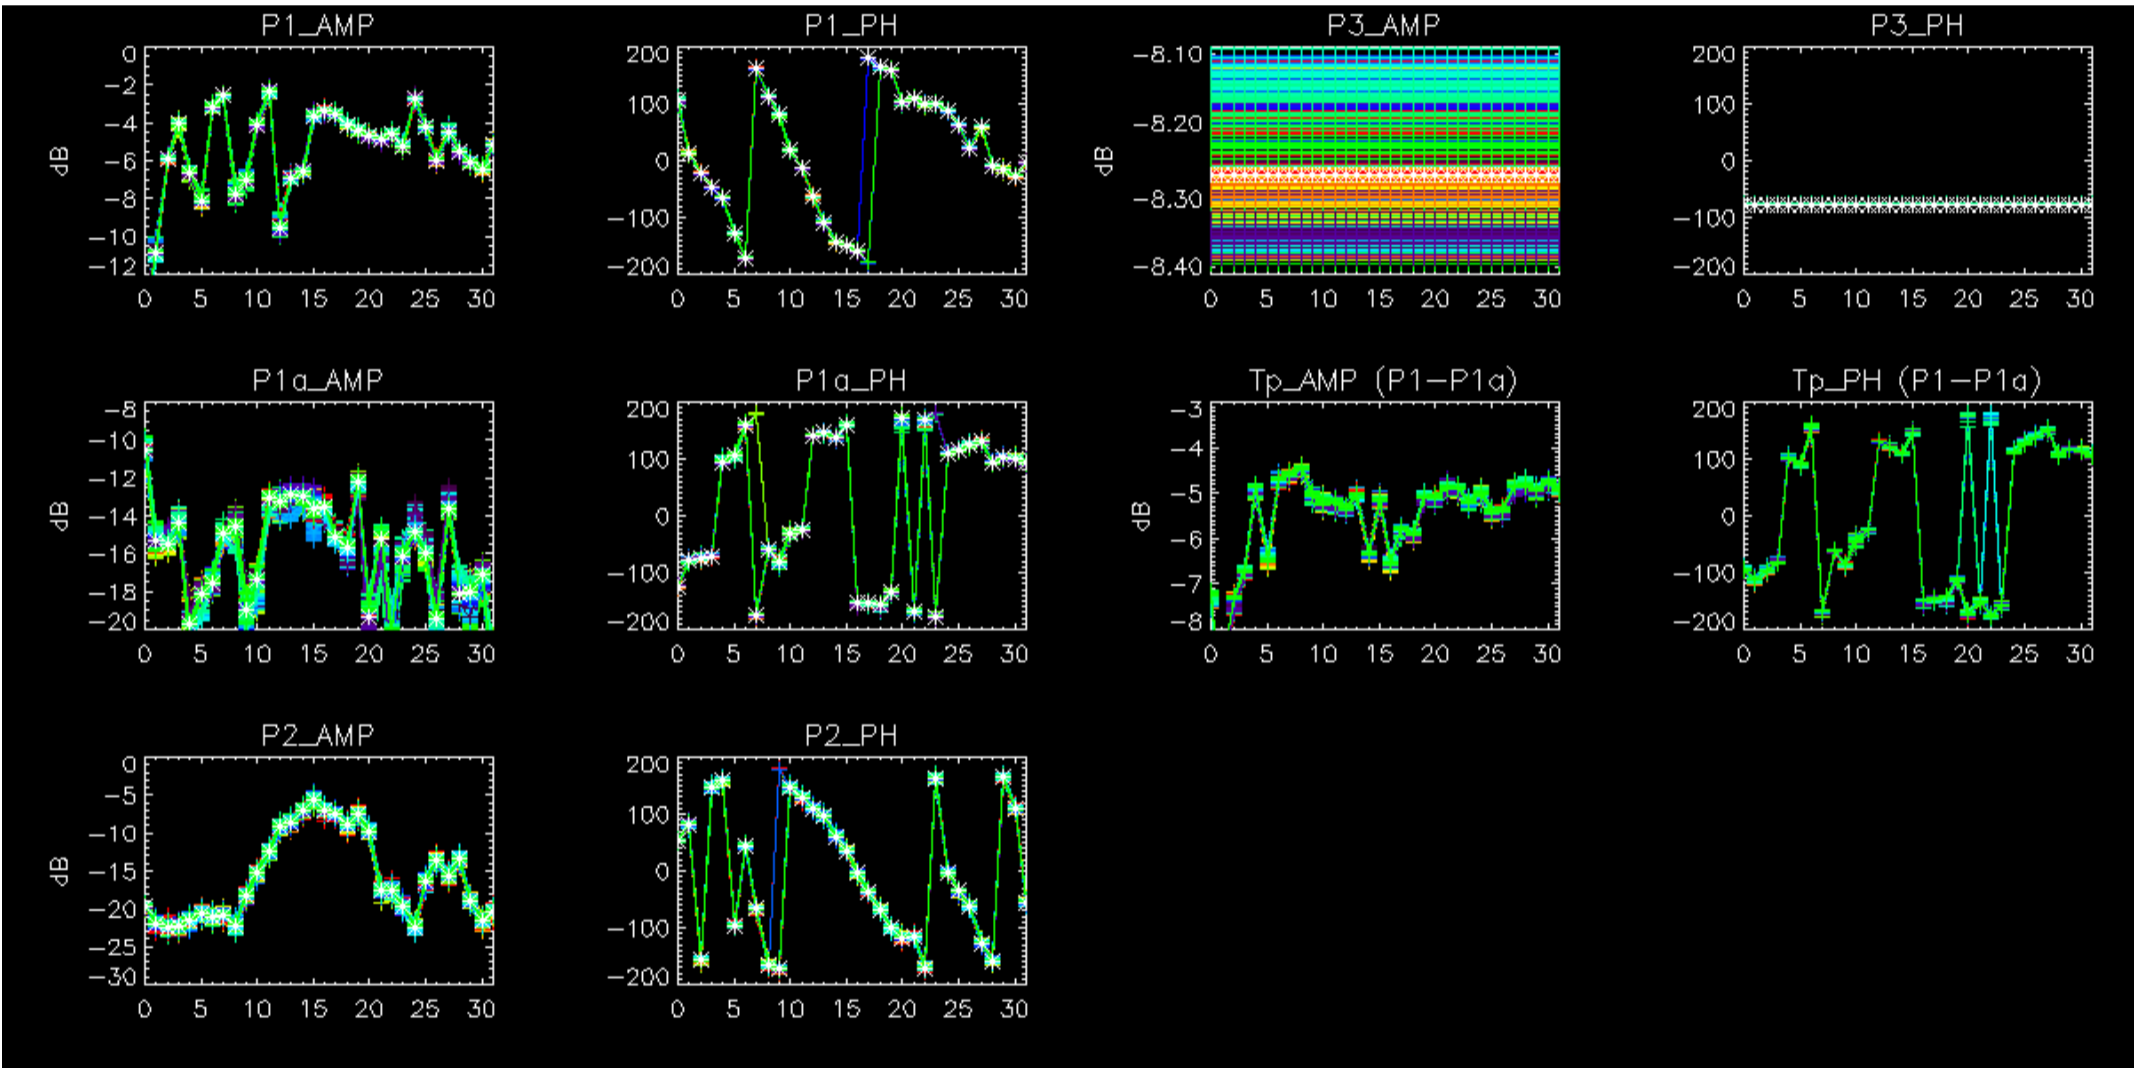 P1_AMP
P1_PH
P3_AMP
P3_PH
0
-2
-4
-6
-8
-10
-12
dB
0 5 10 15 20 25 30
200
100
0
-100
-200
0 5 10 15 20 25 30
-8.10
-8.20
-8.30
-8.40
dB
0 5 10 15 20 25 30
200
100
0
-100
-200
0 5 10 15 20 25 30
P1a_AMP
P1a_PH
Tp_AMP (P1-P1a)
Tp_PH (P1-P1a)
-8
-10
-12
-14
-16
-18
-20
dB
0 5 10 15 20 25 30
200
100
0
-100
-200
0 5 10 15 20 25 30
-3
-4
-5
-6
-7
-8
dB
0 5 10 15 20 25 30
200
100
0
-100
-200
0 5 10 15 20 25 30
P2_AMP
P2_PH
0
-5
-10
-15
-20
-25
-30
dB
0 5 10 15 20 25 30
200
100
0
-100
-200
0 5 10 15 20 25 30